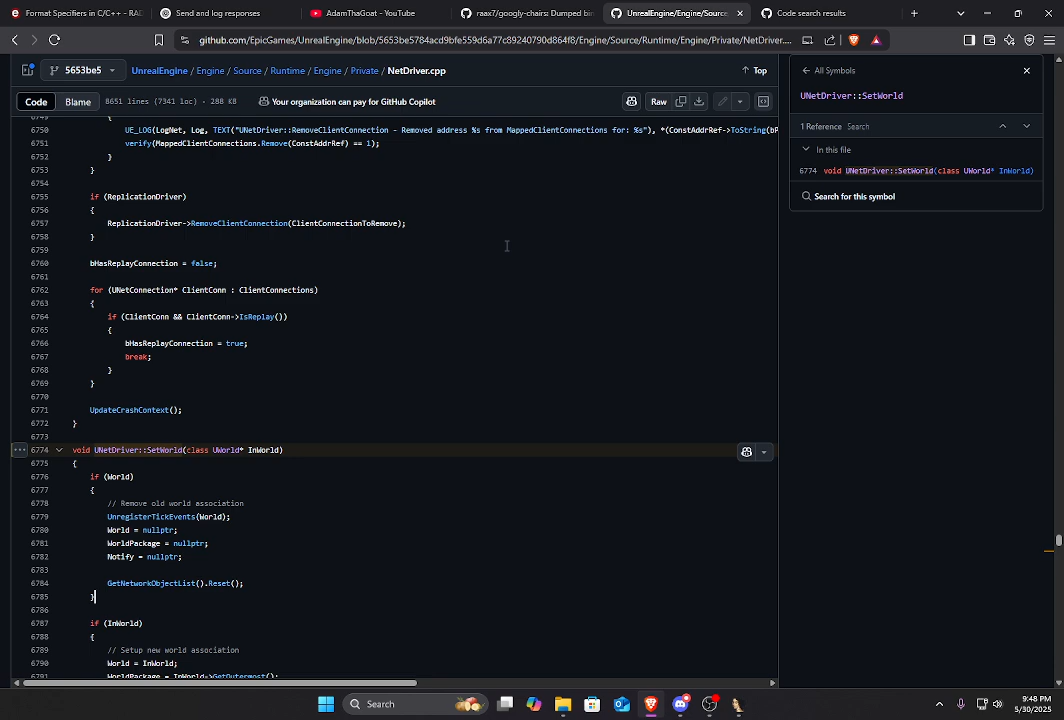 Format Specifiers in C/C++ - RAD
Send and log responses
AdamThaGoat - YouTube
raax7/googly-chairs: Dumped bin
UnrealEngine/Engine/Source
Code search results
github.com/EpicGames/UnrealEngine/blob/5653be5784acd9bfe559d6a77c89240790d864f8/Engine/Source/Runtime/Engine/Private/NetDriver....
5653be5
UnrealEngine / Engine / Source / Runtime / Engine / Private / NetDriver.cpp
Top
Code Blame 8651 lines (7341 loc) · 288 KB Your organization can pay for GitHub Copilot
Raw
6749 {
6750 UE_LOG(LogNet, Log, TEXT("UNetDriver::RemoveClientConnection - Removed address %s from MappedClientConnections for: %s"), *(ConstAddrRef->ToString(bP
6751 verify(MappedClientConnections.Remove(ConstAddrRef) == 1);
6752 }
6753 }
6754
6755 if (ReplicationDriver)
6756 {
6757 ReplicationDriver->RemoveClientConnection(ClientConnectionToRemove);
6758 }
6759
6760 bHasReplayConnection = false;
6761
6762 for (UNetConnection* ClientConn : ClientConnections)
6763 {
6764 if (ClientConn && ClientConn->IsReplay())
6765 {
6766 bHasReplayConnection = true;
6767 break;
6768 }
6769 }
6770
6771 UpdateCrashContext();
6772 }
6773
6774 void UNetDriver::SetWorld(class UWorld* InWorld)
6775 {
6776 if (World)
6777 {
6778 // Remove old world association
6779 UnregisterTickEvents(World);
6780 World = nullptr;
6781 WorldPackage = nullptr;
6782 Notify = nullptr;
6783
6784 GetNetworkObjectList().Reset();
6785 }
6786
6787 if (InWorld)
6788 {
6789 // Setup new world association
6790 World = InWorld;
6791 WorldPackage = InWorld->GetOutermost();
All Symbols
UNetDriver::SetWorld
1 Reference Search
In this file
6774 void UNetDriver::SetWorld(class UWorld* InWorld)
Search for this symbol
Search
9:48 PM
5/30/2025